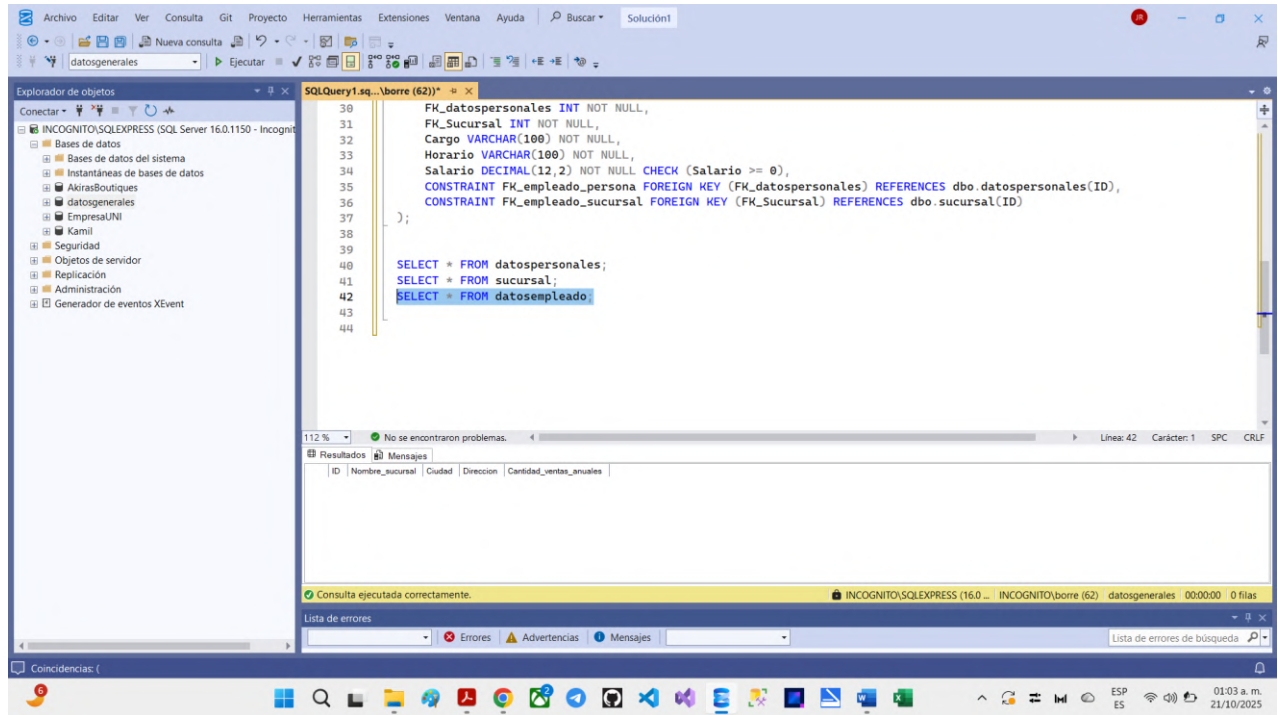 Archivo Editar Ver Consulta Git Proyecto Herramientas Extensiones Ventana Ayuda Buscar Solución1 JR
Nueva consulta
datosgenerales Ejecutar
Explorador de objetos
Conectar
INCOGNITO\SQLEXPRESS (SQL Server 16.0.1150 - Incognit
Bases de datos
Bases de datos del sistema
Instantáneas de bases de datos
AkirasBoutiques
datosgenerales
EmpresaUNI
Kamil
Seguridad
Objetos de servidor
Replicación
Administración
Generador de eventos XEvent
SQLQuery1.sq...\borre (62))*
30 FK_datospersonales INT NOT NULL,
31 FK_Sucursal INT NOT NULL,
32 Cargo VARCHAR(100) NOT NULL,
33 Horario VARCHAR(100) NOT NULL,
34 Salario DECIMAL(12,2) NOT NULL CHECK (Salario >= 0),
35 CONSTRAINT FK_empleado_persona FOREIGN KEY (FK_datospersonales) REFERENCES dbo.datospersonales(ID),
36 CONSTRAINT FK_empleado_sucursal FOREIGN KEY (FK_Sucursal) REFERENCES dbo.sucursal(ID)
37 );
38
39
40 SELECT * FROM datospersonales;
41 SELECT * FROM sucursal;
42 SELECT * FROM datosempleado;
43
44
112 % No se encontraron problemas. Línea: 42 Carácter: 1 SPC CRLF
Resultados Mensajes
ID Nombre_sucursal Ciudad Direccion Cantidad_ventas_anuales
Consulta ejecutada correctamente. INCOGNITO\SQLEXPRESS (16.0 ... INCOGNITO\borre (62) datosgenerales 00:00:00 0 filas
Lista de errores
Errores Advertencias Mensajes Lista de errores de búsqueda
Coincidencias: (
6 ESP 01:03 a. m.
ES 21/10/2025